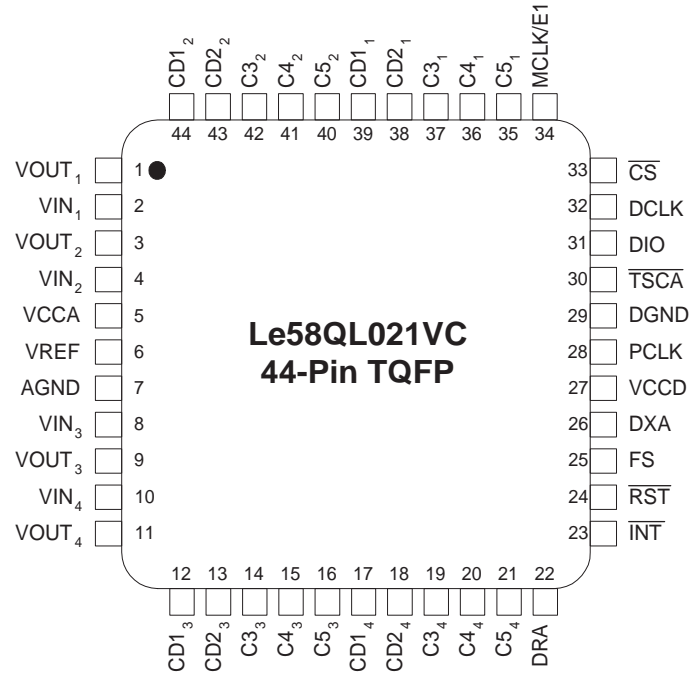 CD1₂ CD2₂ C3₂ C4₂ C5₂ CD1₁ CD2₁ C3₁ C4₁ C5₁ MCLK/E1
44 43 42 41 40 39 38 37 36 35 34
VOUT₁ 1
VIN₁ 2
VOUT₂ 3
VIN₂ 4
VCCA 5
VREF 6
AGND 7
VIN₃ 8
VOUT₃ 9
VIN₄ 10
VOUT₄ 11
Le58QL021VC
44-Pin TQFP
33 C̅S̅
32 DCLK
31 DIO
30 T̅S̅C̅A̅
29 DGND
28 PCLK
27 VCCD
26 DXA
25 FS
24 R̅S̅T̅
23 I̅N̅T̅
12 13 14 15 16 17 18 19 20 21 22
CD1₃ CD2₃ C3₃ C4₃ C5₃ CD1₄ CD2₄ C3₄ C4₄ C5₄ DRA